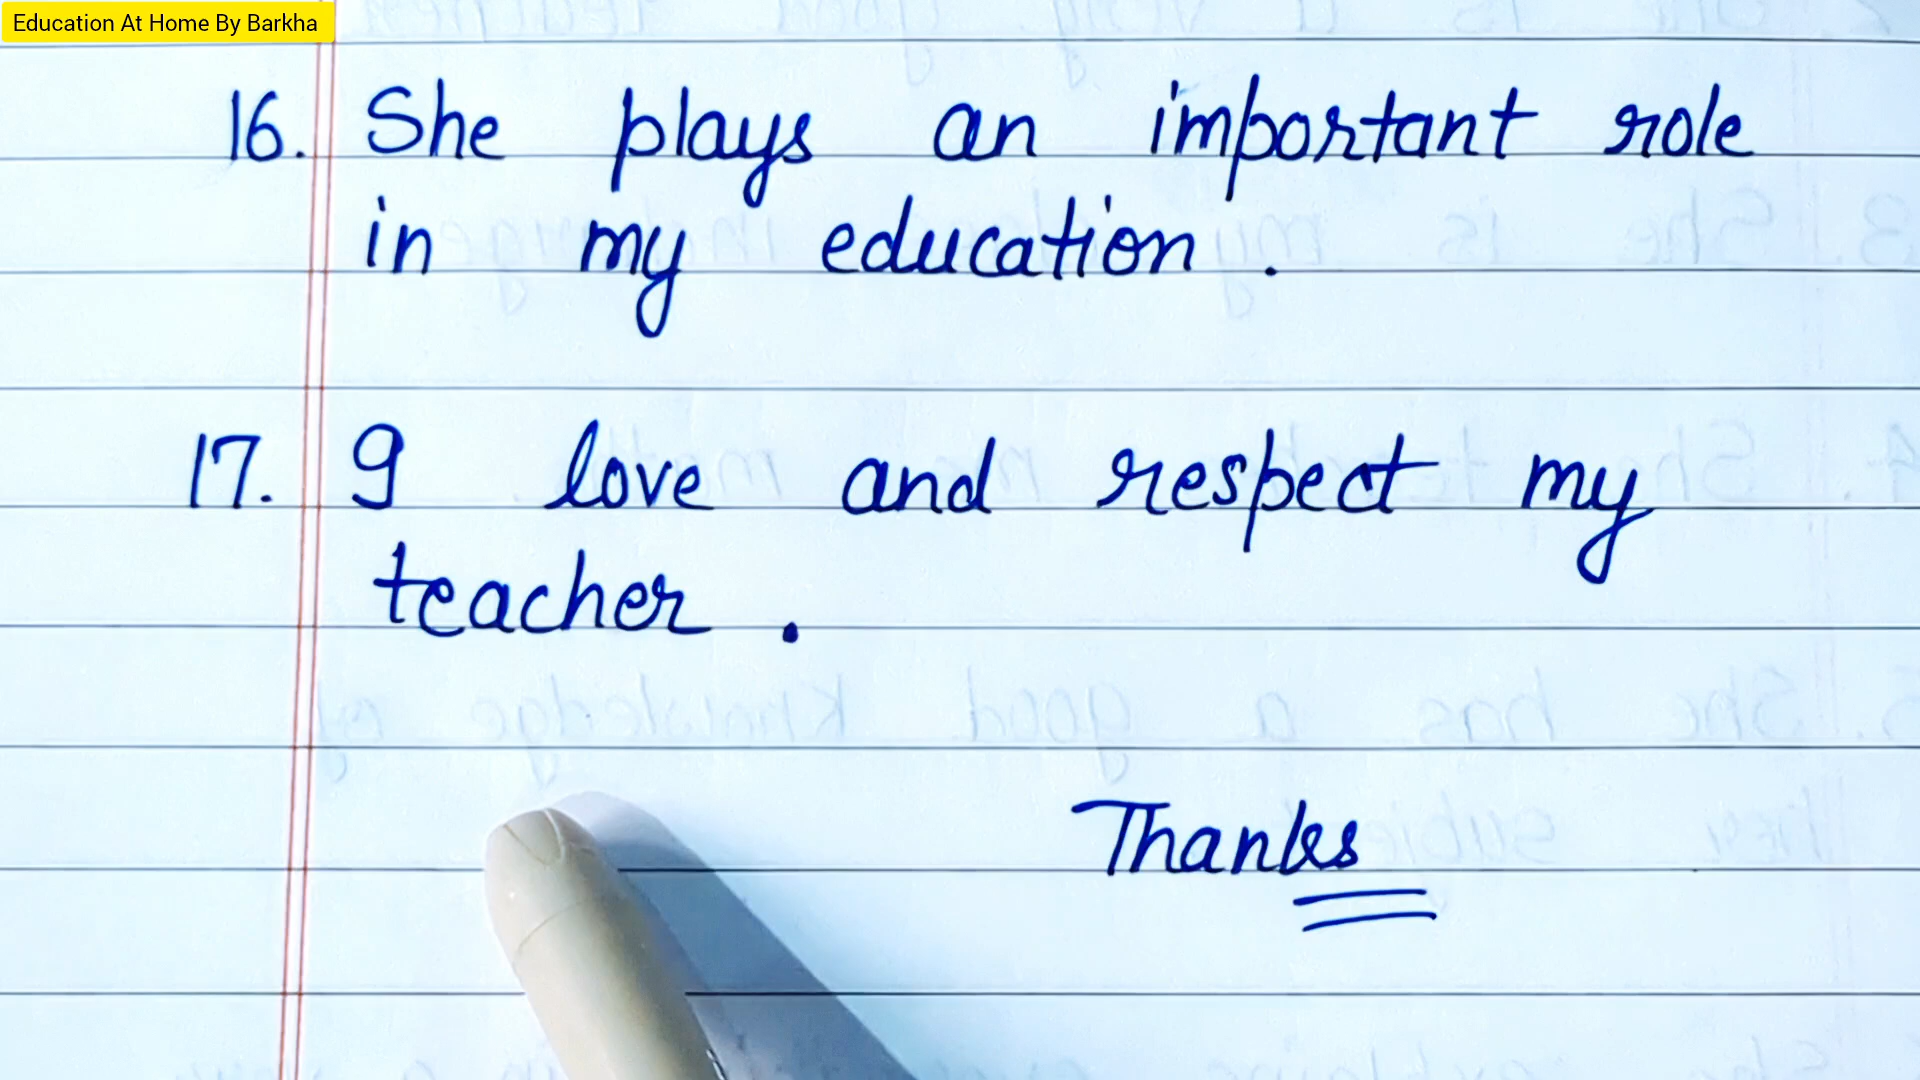 Education At Home By Barkha
16. She plays an important role
in my education.
17. I love and respect my
teacher.
Thanks